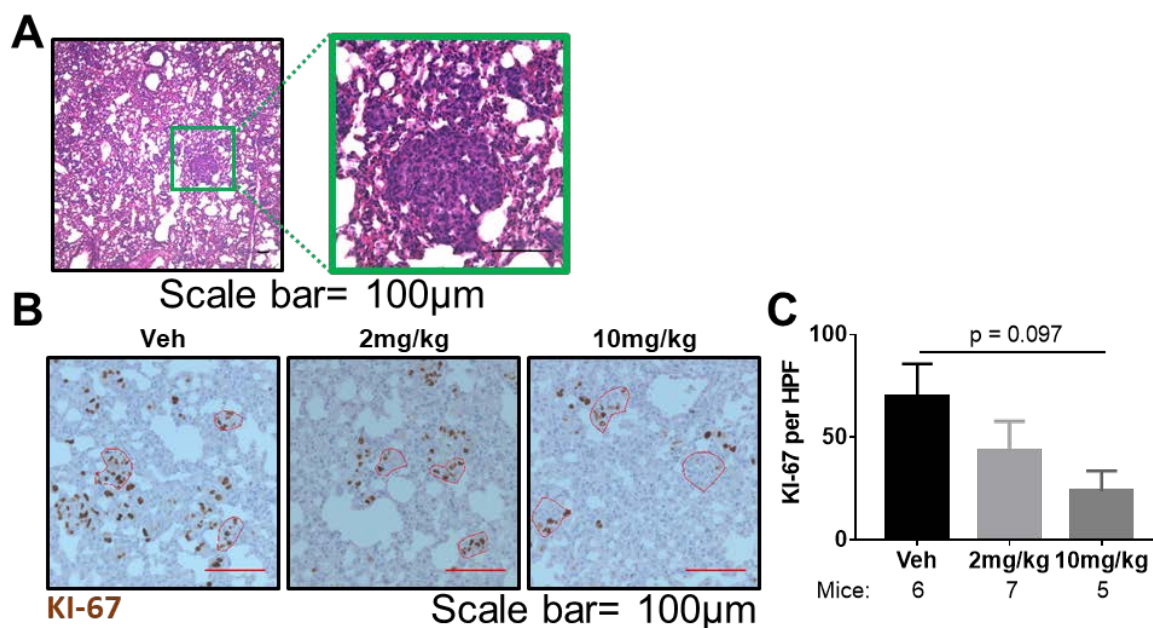 A
Scale bar= 100µm
B
Veh
2mg/kg
10mg/kg
KI-67
Scale bar= 100µm
C
p = 0.097
KI-67 per HPF
100
50
0
Veh 2mg/kg 10mg/kg
Mice: 6 7 5